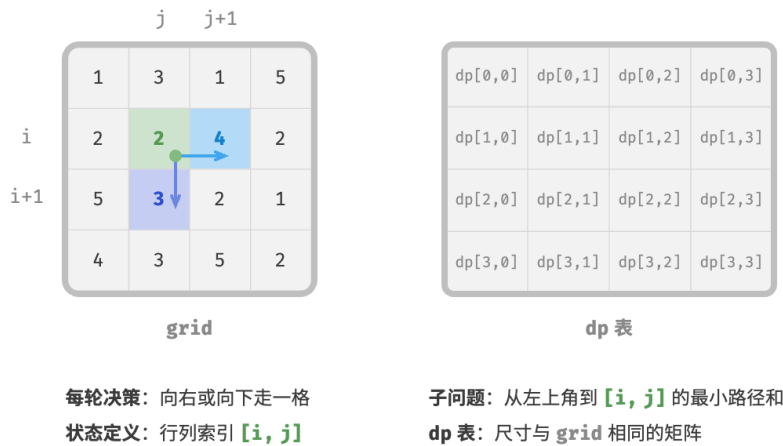 j j+1
1 3 1 5
i 2 2 4 2
i+1 5 3 2 1
4 3 5 2
grid
dp[0,0] dp[0,1] dp[0,2] dp[0,3]
dp[1,0] dp[1,1] dp[1,2] dp[1,3]
dp[2,0] dp[2,1] dp[2,2] dp[2,3]
dp[3,0] dp[3,1] dp[3,2] dp[3,3]
dp 表
每轮决策：向右或向下走一格
状态定义：行列索引 [i, j]
子问题：从左上角到 [i, j] 的最小路径和
dp 表：尺寸与 grid 相同的矩阵